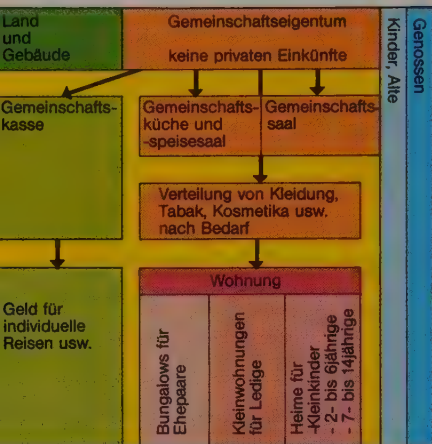 Land
und
Gebäude
Gemeinschaftseigentum
keine privaten Einkünfte
Gemeinschafts-
kasse
Gemeinschafts-
küche und
-speisesaal
Gemeinschafts-
saal
Verteilung von Kleidung,
Tabak, Kosmetika usw.
nach Bedarf
Geld für
individuelle
Reisen usw.
Wohnung
Bungalows für
Ehepaare
Kleinwohnungen
für Ledige
Heime für
-Kleinkinder
- 2- bis 6jährige
- 7- bis 14jährige
Kinder, Alte
Genossen